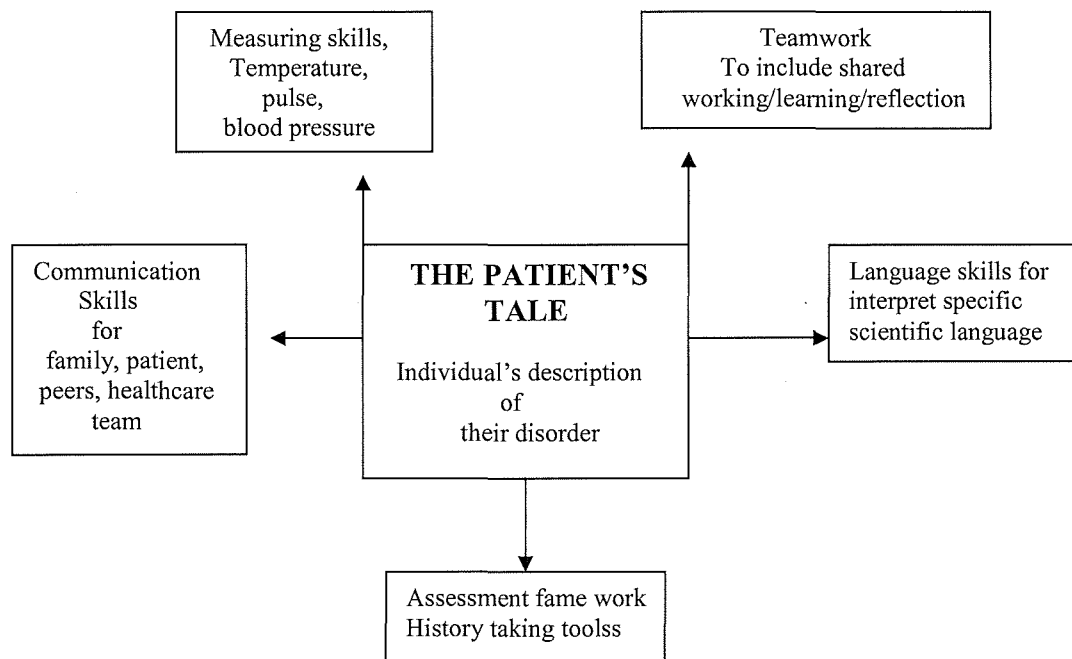 Measuring skills,
Temperature,
pulse,
blood pressure
Teamwork
To include shared
working/learning/reflection
Communication
Skills
for
family, patient,
peers, healthcare
team
THE PATIENT'S
TALE
Individual's description
of
their disorder
Language skills for
interpret specific
scientific language
Assessment fame work
History taking toolss